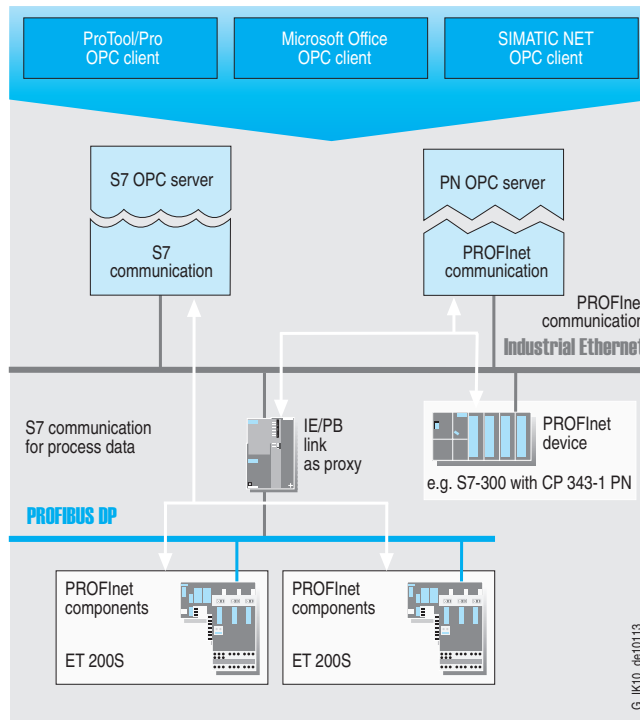 ProTool/Pro
OPC client
Microsoft Office
OPC client
SIMATIC NET
OPC client
S7 OPC server
S7
communication
PN OPC server
PROFInet
communication
PROFIne
communication
Industrial Ethernet
S7 communication
for process data
IE/PB
link
as proxy
PROFInet
device
e.g. S7-300 with CP 343-1 PN
PROFIBUS DP
PROFInet
components
ET 200S
PROFInet
components
ET 200S
G_IK10_de10113